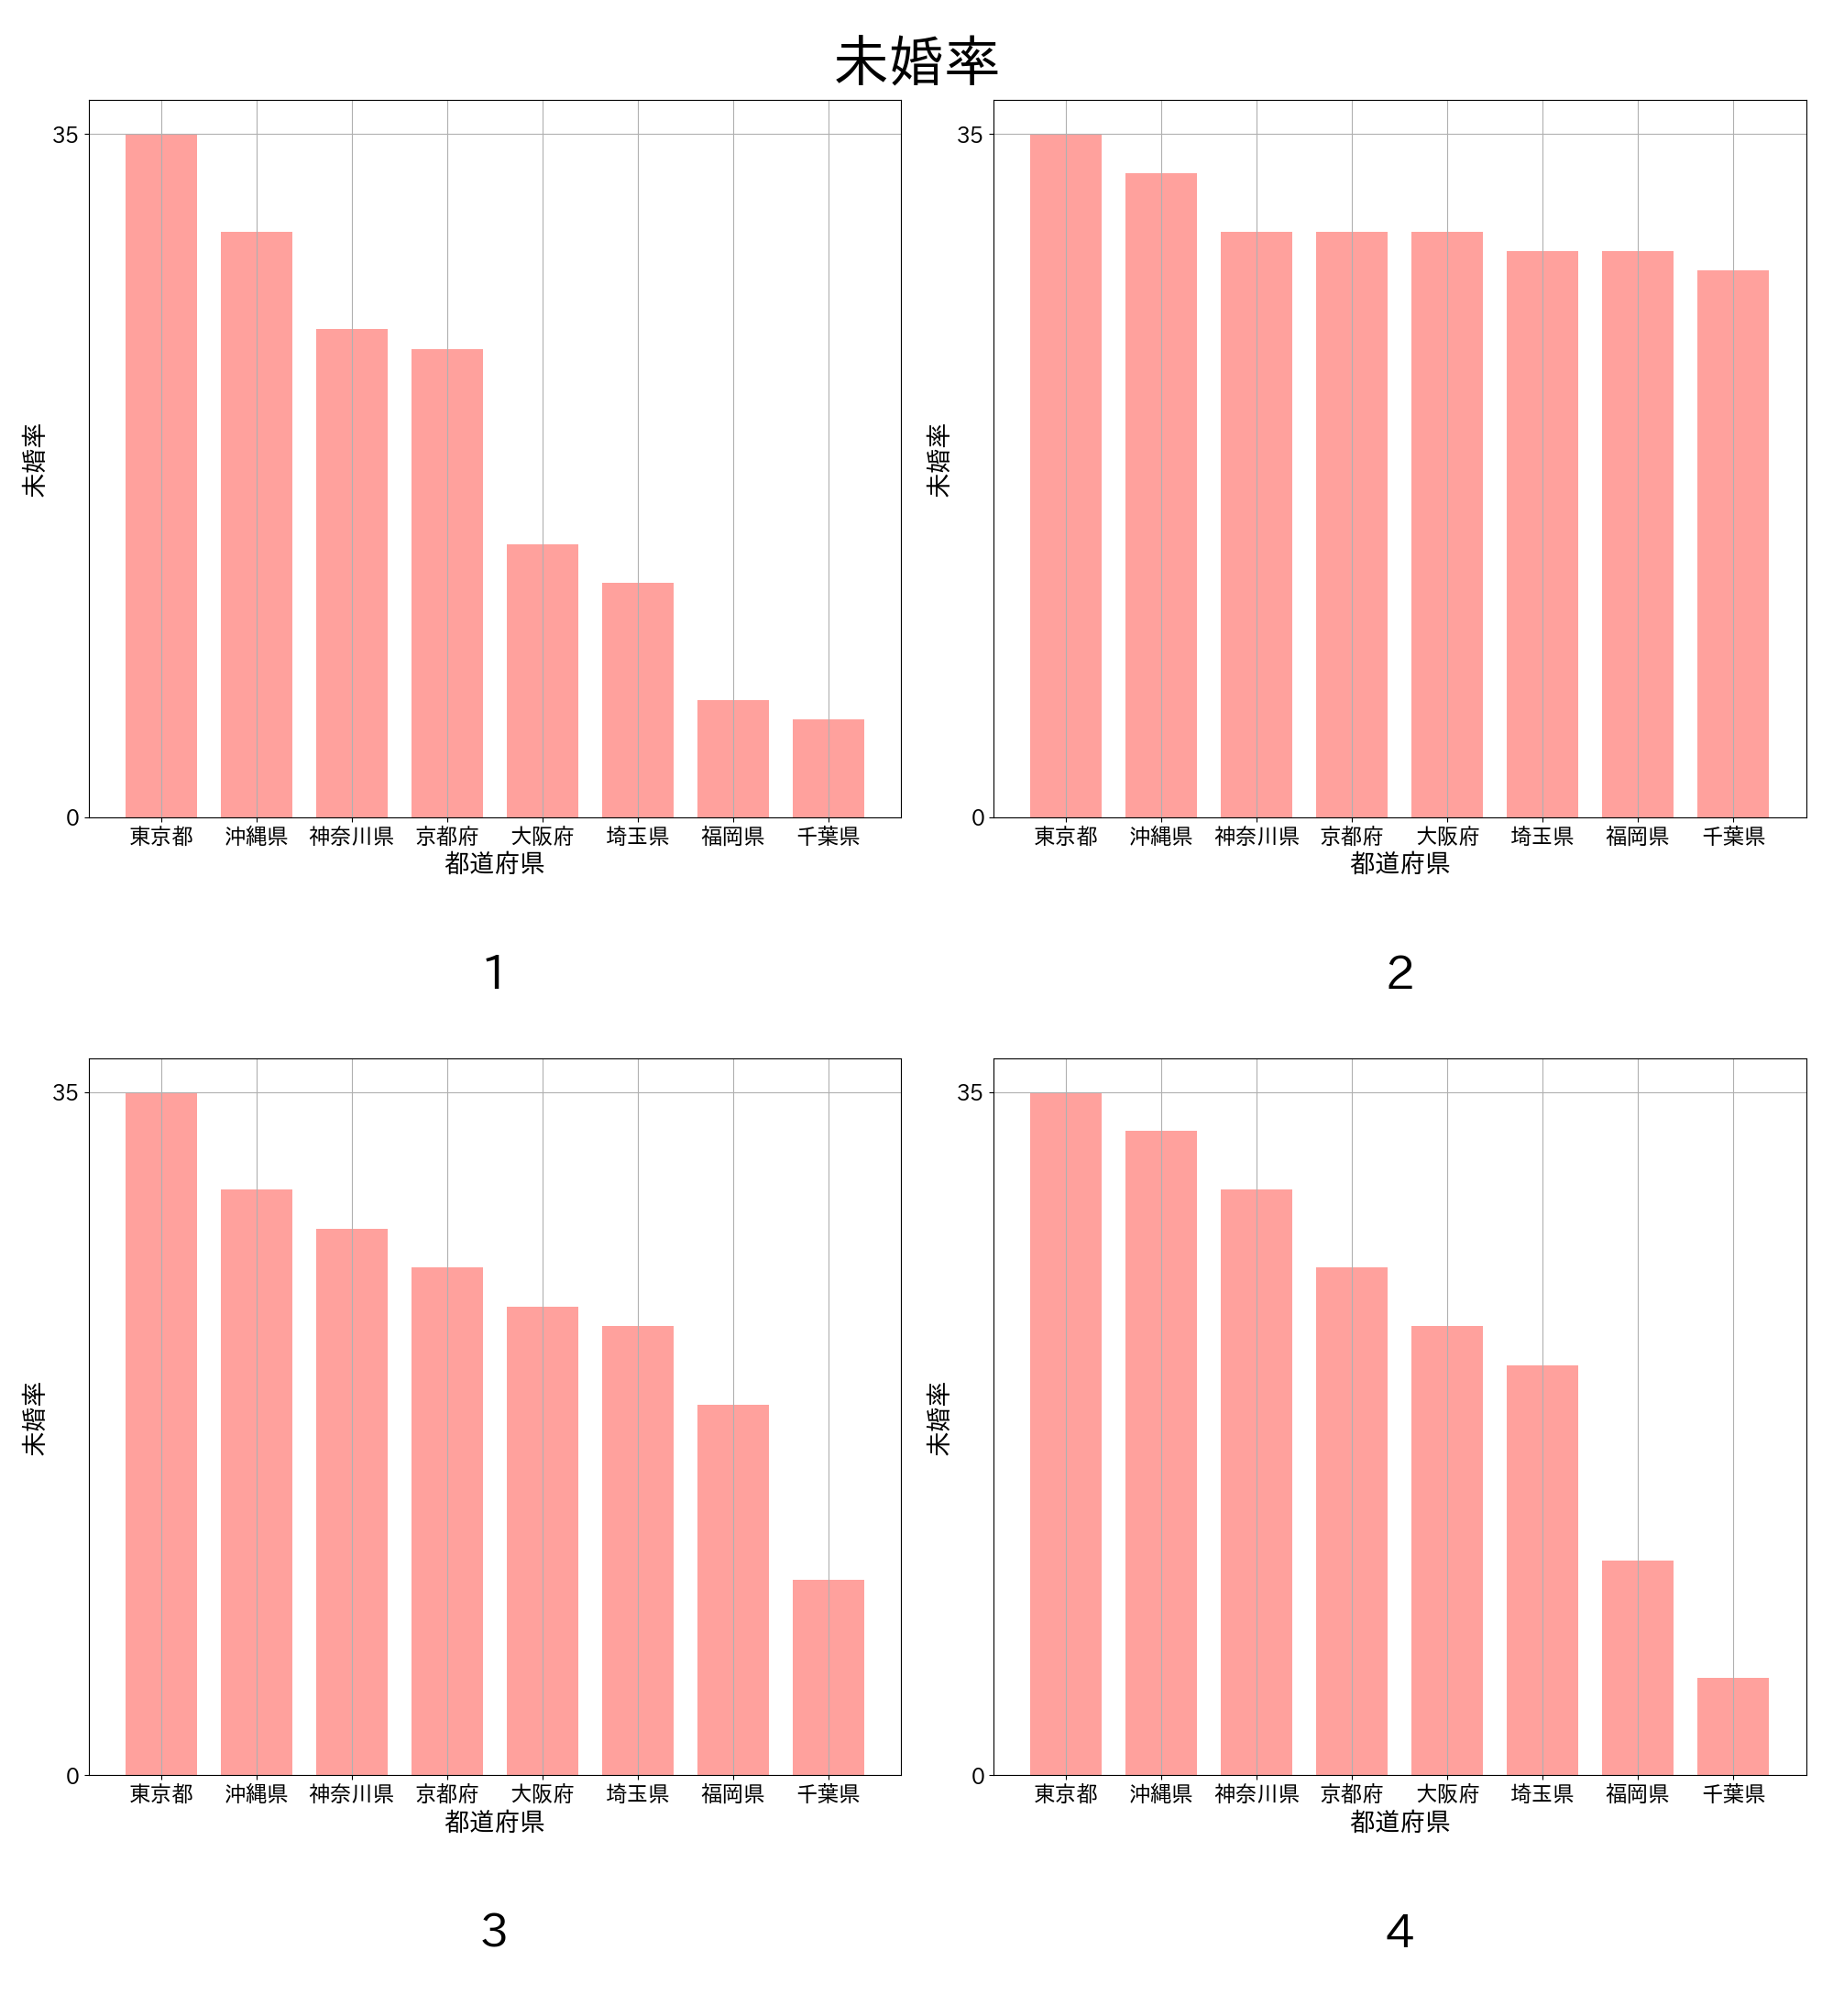 未婚率
35
0
未婚率
東京都 沖縄県 神奈川県 京都府 大阪府 埼玉県 福岡県 千葉県
都道府県
1
35
0
未婚率
東京都 沖縄県 神奈川県 京都府 大阪府 埼玉県 福岡県 千葉県
都道府県
2
35
0
未婚率
東京都 沖縄県 神奈川県 京都府 大阪府 埼玉県 福岡県 千葉県
都道府県
3
35
0
未婚率
東京都 沖縄県 神奈川県 京都府 大阪府 埼玉県 福岡県 千葉県
都道府県
4